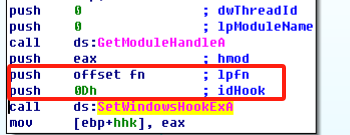 push 0 ; dwThreadId
push 0 ; lpModuleName
call ds:GetModuleHandleA
push eax ; hmod
push offset fn ; lpfn
push 0Dh ; idHook
call ds:SetWindowsHookExA
mov [ebp+hhk], eax